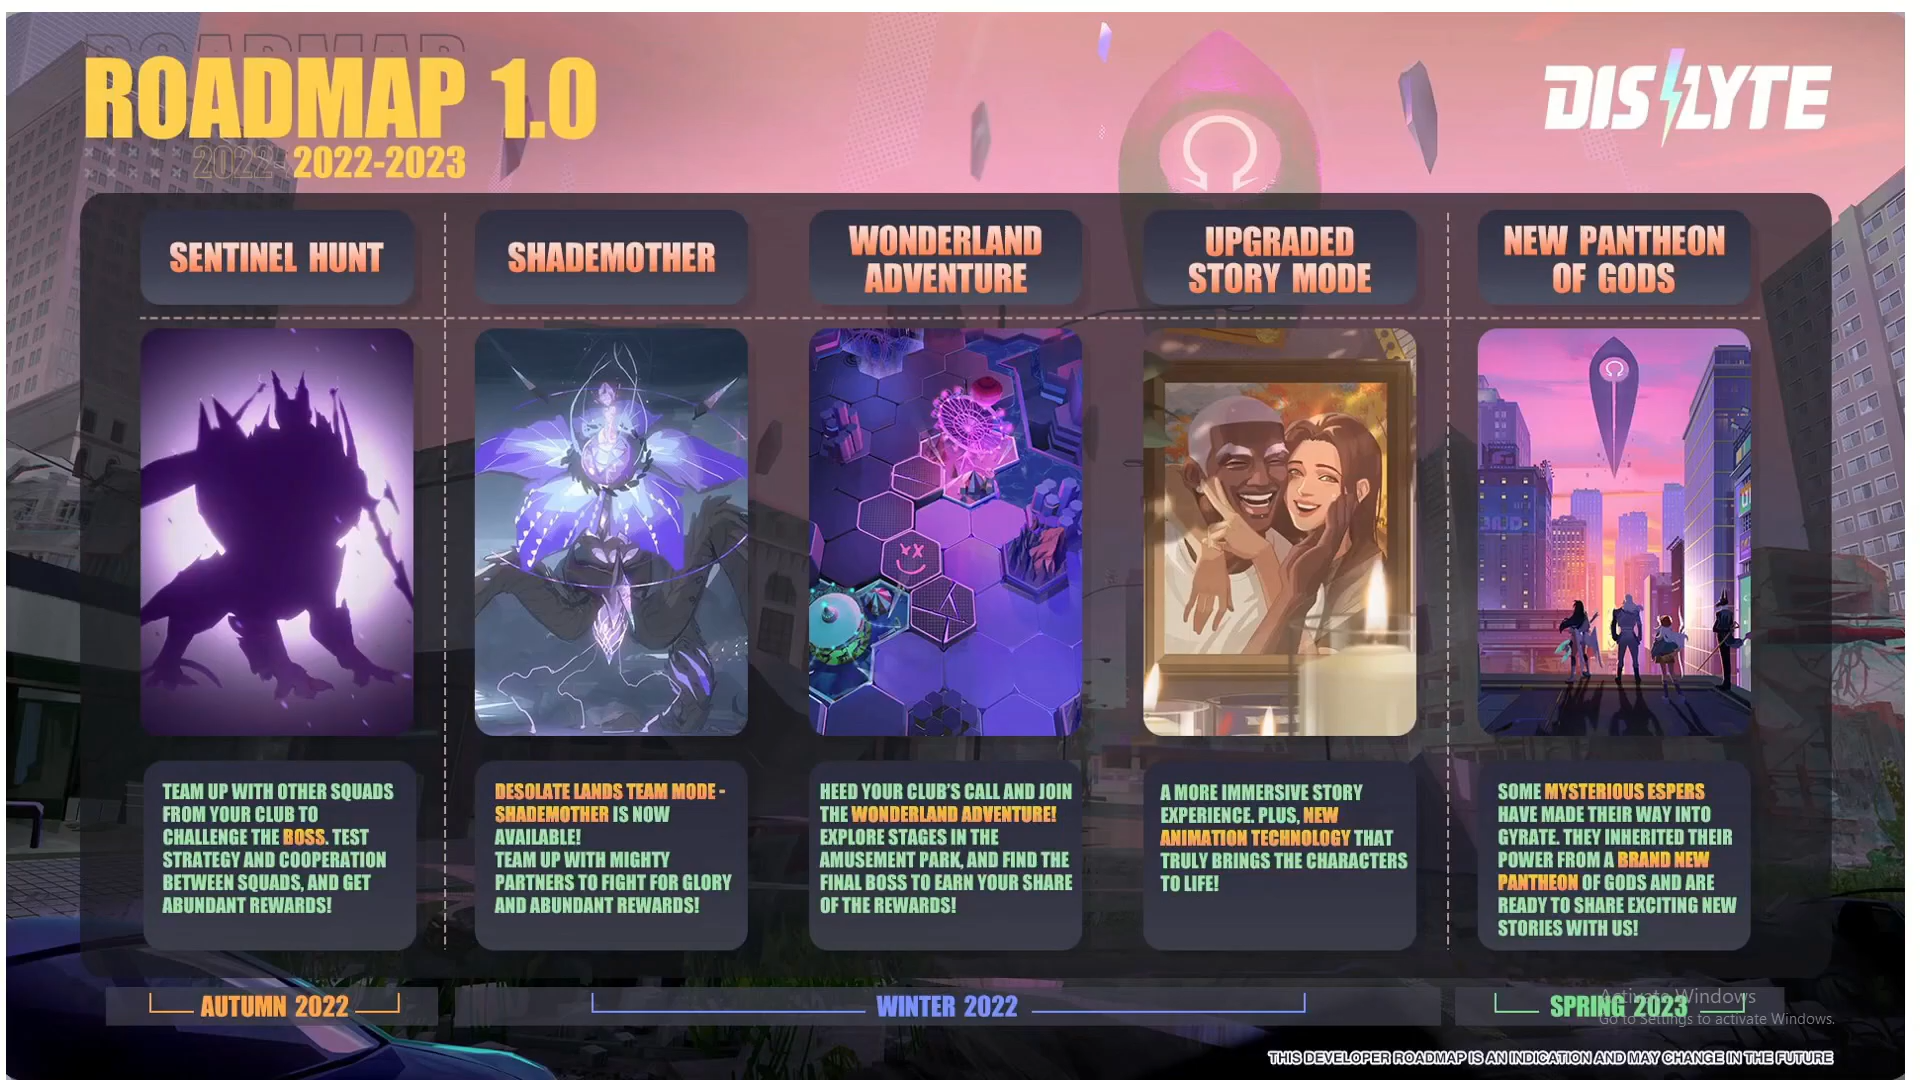 ROADMAP
ROADMAP 1.0
2022- 2022-2023
DISLYTE
SENTINEL HUNT
SHADEMOTHER
WONDERLAND
ADVENTURE
UPGRADED
STORY MODE
NEW PANTHEON
OF GODS
TEAM UP WITH OTHER SQUADS
FROM YOUR CLUB TO
CHALLENGE THE BOSS. TEST
STRATEGY AND COOPERATION
BETWEEN SQUADS, AND GET
ABUNDANT REWARDS!
DESOLATE LANDS TEAM MODE -
SHADEMOTHER IS NOW
AVAILABLE!
TEAM UP WITH MIGHTY
PARTNERS TO FIGHT FOR GLORY
AND ABUNDANT REWARDS!
HEED YOUR CLUB'S CALL AND JOIN
THE WONDERLAND ADVENTURE!
EXPLORE STAGES IN THE
AMUSEMENT PARK, AND FIND THE
FINAL BOSS TO EARN YOUR SHARE
OF THE REWARDS!
A MORE IMMERSIVE STORY
EXPERIENCE. PLUS, NEW
ANIMATION TECHNOLOGY THAT
TRULY BRINGS THE CHARACTERS
TO LIFE!
SOME MYSTERIOUS ESPERS
HAVE MADE THEIR WAY INTO
GYRATE. THEY INHERITED THEIR
POWER FROM A BRAND NEW
PANTHEON OF GODS AND ARE
READY TO SHARE EXCITING NEW
STORIES WITH US!
AUTUMN 2022
WINTER 2022
SPRING 2023
Activate Windows
Go to Settings to activate Windows.
THIS DEVELOPER ROADMAP IS AN INDICATION AND MAY CHANGE IN THE FUTURE